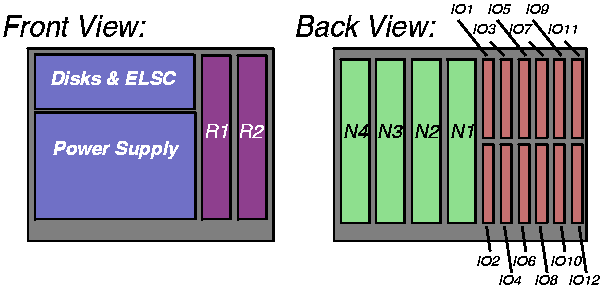 Front View:
Disks & ELSC
Power Supply
R1 R2
Back View:
IO1 IO5 IO9
IO3 IO7 IO11
N4 N3 N2 N1
IO2 IO6 IO10
IO4 IO8 IO12